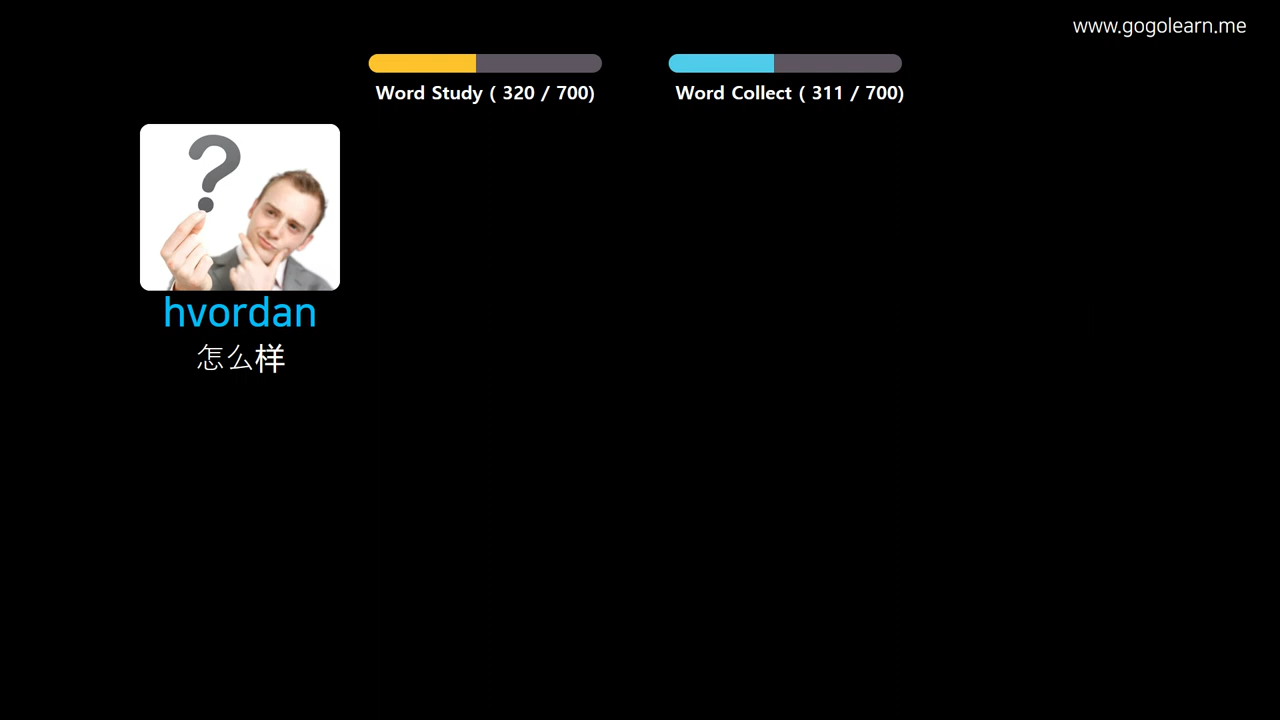 www.gogolearn.me
Word Study ( 320 / 700)
Word Collect ( 311 / 700)
?
hvordan
怎么样